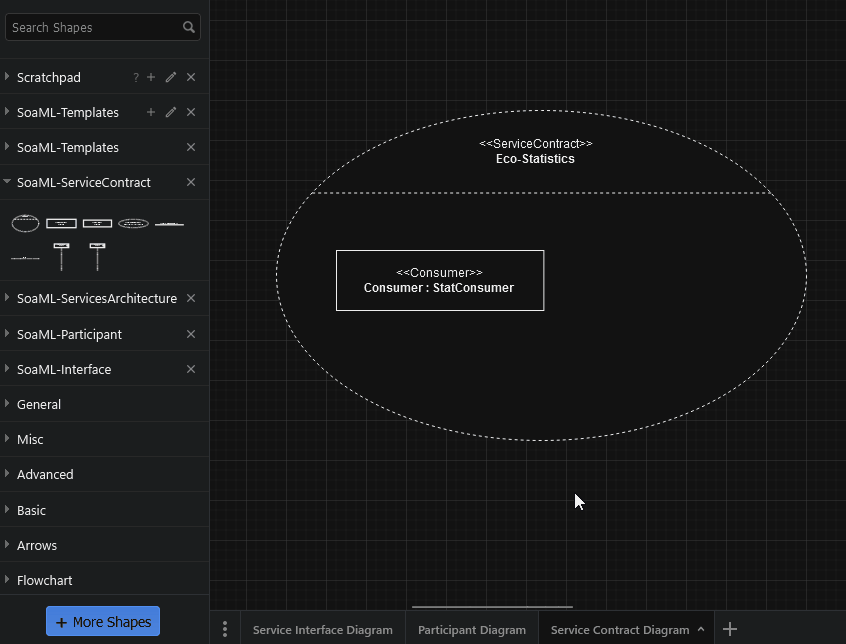 Search Shapes
Scratchpad
?
SoaML-Templates
SoaML-Templates
SoaML-ServiceContract
SoaML-ServicesArchitecture
SoaML-Participant
SoaML-Interface
General
Misc
Advanced
Basic
Arrows
Flowchart
+ More Shapes
<<ServiceContract>>
Eco-Statistics
<<Consumer>>
Consumer : StatConsumer
Service Interface Diagram
Participant Diagram
Service Contract Diagram